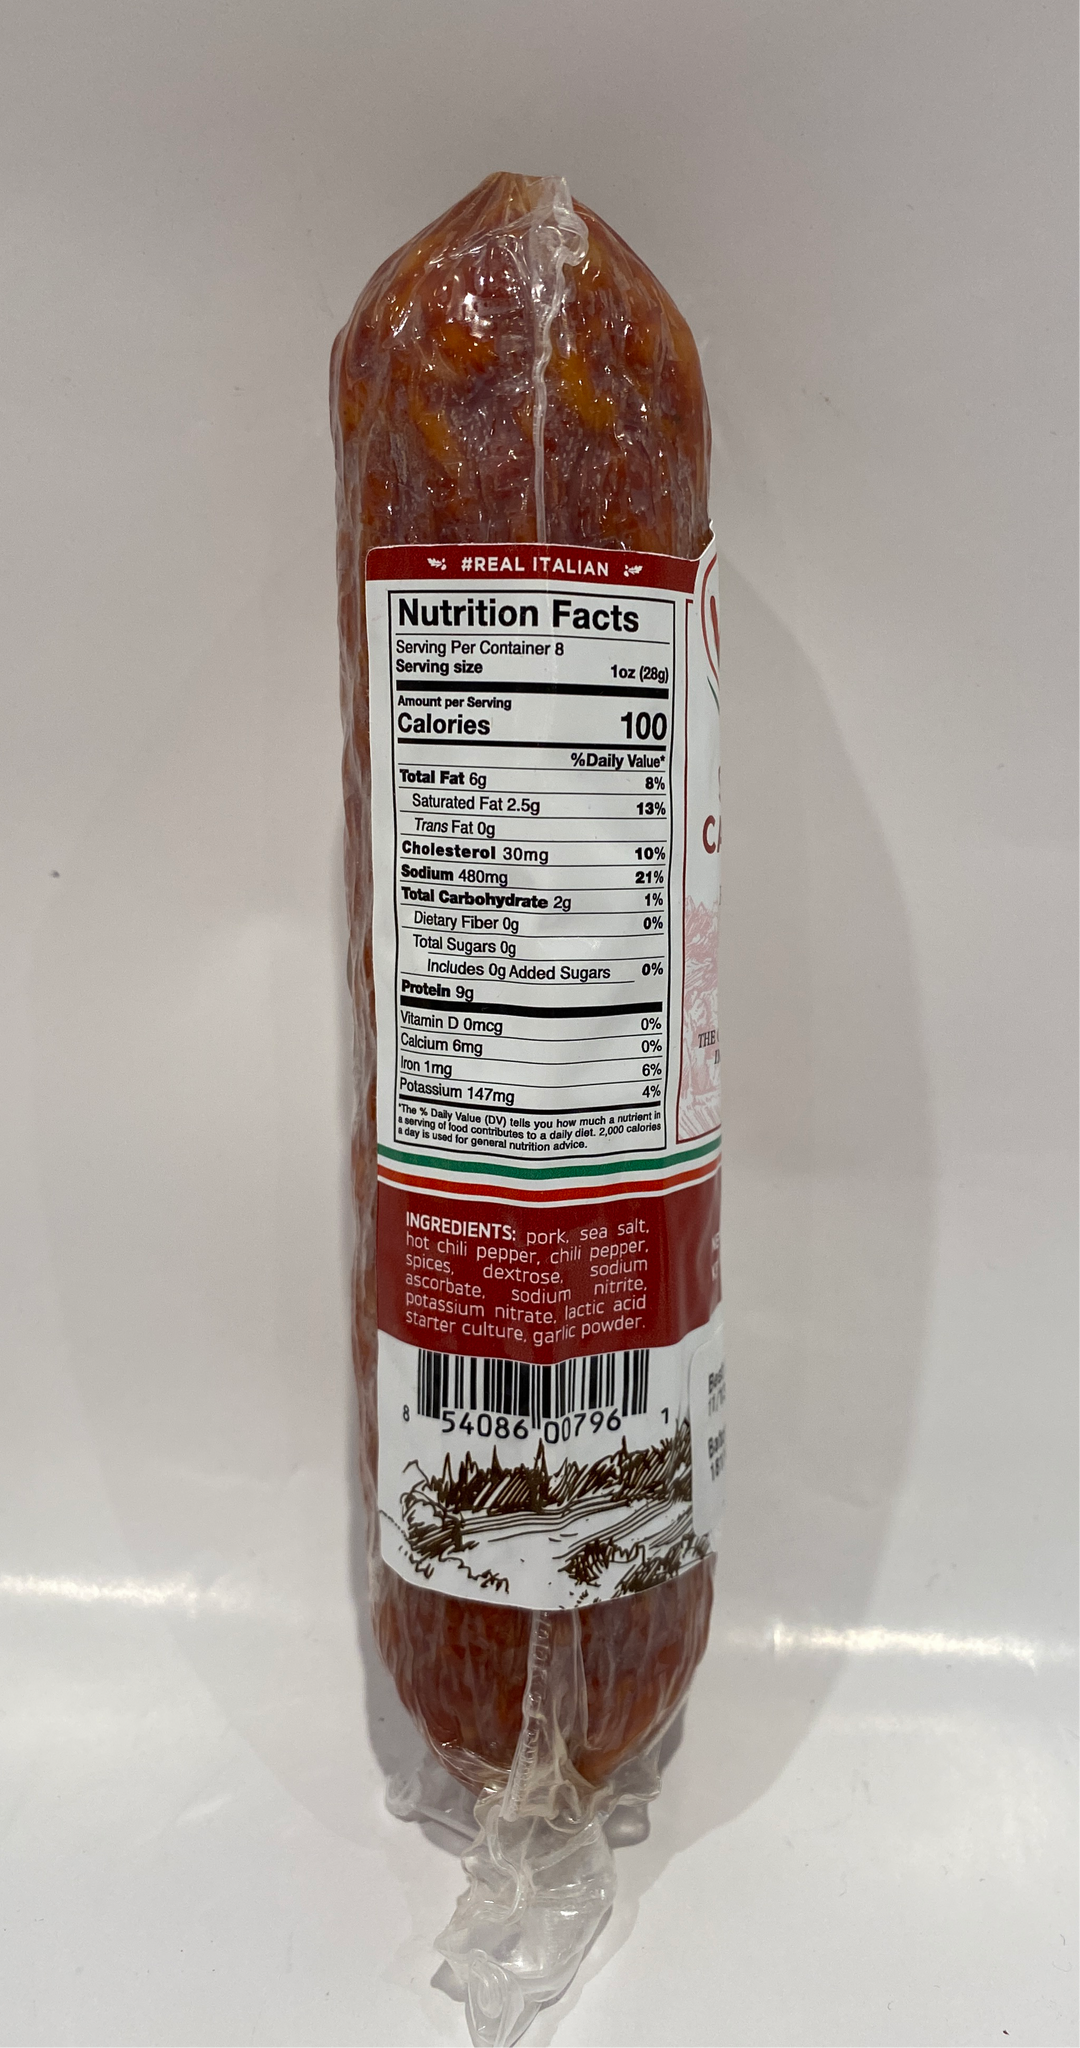 #REAL ITALIAN
Nutrition Facts
Serving Per Container 8
Serving size 1oz (28g)
Amount per Serving
Calories 100
%Daily Value*
Total Fat 6g 8%
Saturated Fat 2.5g 13%
Trans Fat 0g
Cholesterol 30mg 10%
Sodium 480mg 21%
Total Carbohydrate 2g 1%
Dietary Fiber 0g 0%
Total Sugars 0g
Includes 0g Added Sugars 0%
Protein 9g
Vitamin D 0mcg 0%
Calcium 6mg 0%
Iron 1mg 6%
Potassium 147mg 4%
*The % Daily Value (DV) tells you how much a nutrient in
a serving of food contributes to a daily diet. 2,000 calories
a day is used for general nutrition advice.
THE
INGREDIENTS: pork, sea salt,
hot chili pepper, chili pepper,
spices, dextrose, sodium
ascorbate, sodium nitrite,
potassium nitrate, lactic acid
starter culture, garlic powder.
8 54086 00796 1